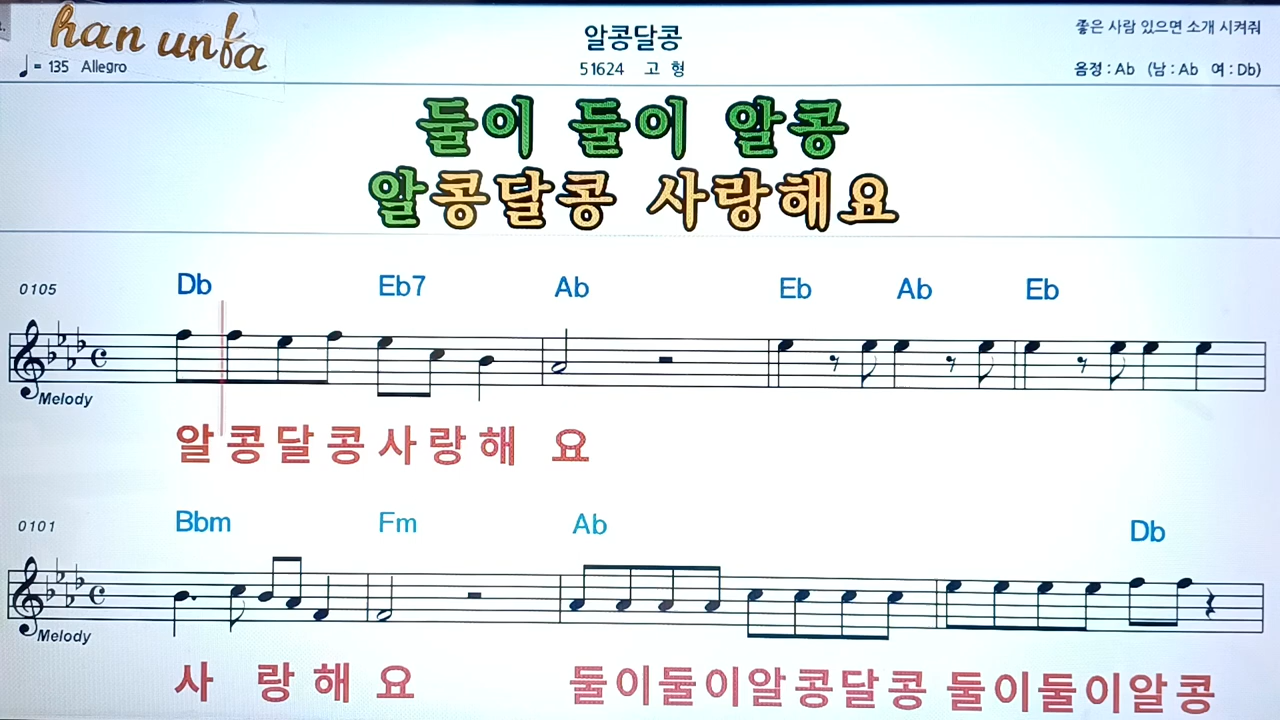 han unfa
알콩달콩
좋은 사람 있으면 소개 시켜줘
♩= 135 Allegro
51624 고 형
음정 : Ab (남 : Ab 여 : Db)
둘이 둘이 알콩
알콩달콩 사랑해요
0105
Db Eb7 Ab Eb Ab Eb
Melody
알콩달콩사랑해 요
0101
Bbm Fm Ab Db
Melody
사 랑해 요 둘이둘이알콩달콩 둘이둘이알콩